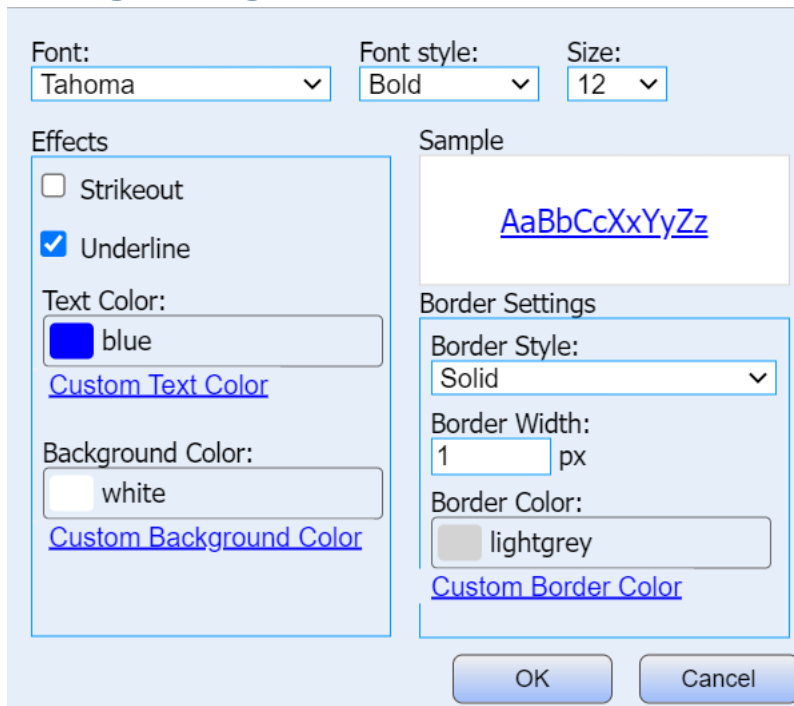 Font: Font style: Size:
Tahoma Bold 12
Effects
Strikeout
Underline
Text Color:
blue
Custom Text Color
Background Color:
white
Custom Background Color
Sample
AaBbCcXxYyZz
Border Settings
Border Style:
Solid
Border Width:
1 px
Border Color:
lightgrey
Custom Border Color
OK Cancel